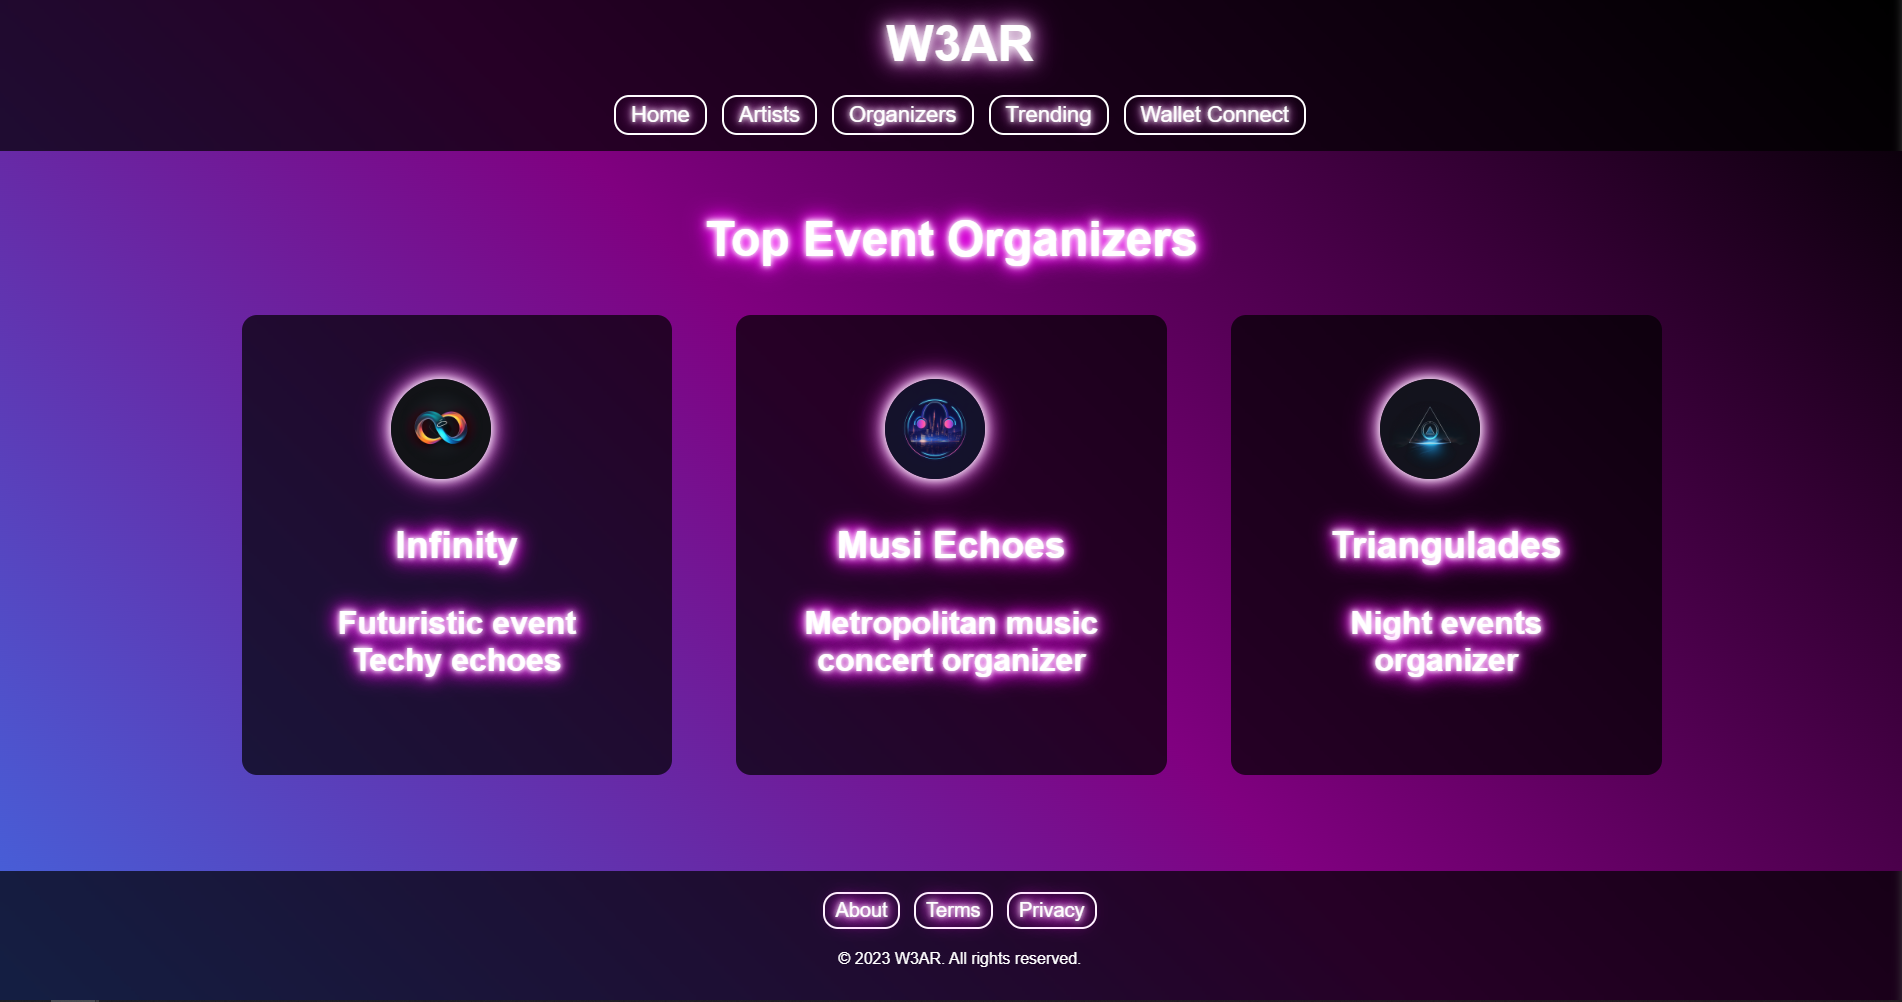 W3AR
Home Artists Organizers Trending Wallet Connect
Top Event Organizers
Infinity
Futuristic event
Techy echoes
Musi Echoes
Metropolitan music
concert organizer
Triangulades
Night events
organizer
About Terms Privacy
© 2023 W3AR. All rights reserved.